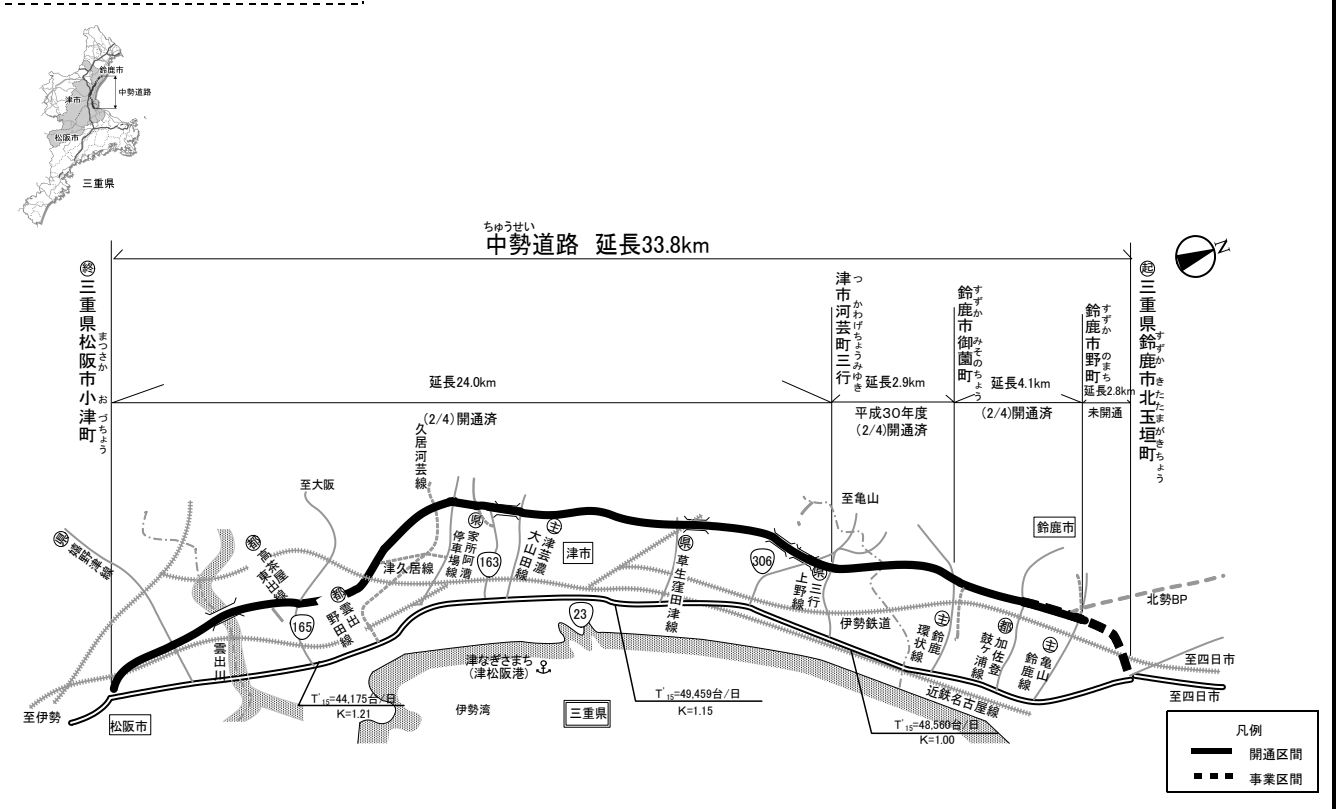 鈴鹿市
中勢道路
津市
松阪市
三重県
ちゅうせい
中勢道路 延長33.8km
N
終 三重県松阪市小津町
まつさか お づちょう
津市河芸町三行
つ かわげちょうみゆき
鈴鹿市御薗町
すずか みそのちょう
鈴鹿市野町
すずか のまち
起 三重県鈴鹿市北玉垣町
すずか きたたまがきちょう
延長24.0km
延長2.9km
延長4.1km
延長2.8km
(2/4)開通済
平成30年度
(2/4)開通済
(2/4)開通済
未開通
久居河芸線
至大阪
至亀山
鈴鹿市
県 嬉野津線
都 高茶屋
東出線
津久居線
県 家所阿漕
停車場線
163
主 津芸濃
大山田線
津市
県 草生窪田津線
306
県 三行
上野線
伊勢鉄道
北勢BP
都 雲出
野田線
165
23
主 鈴鹿
環状線
都 加佐登
鼓ケ浦線
主 亀山
鈴鹿線
雲出川
津なぎさまち
(津松阪港)
至四日市
近鉄名古屋線
至四日市
T'15=44,175台/日
K=1.21
T'15=49,459台/日
K=1.15
T'15=48,560台/日
K=1.00
至伊勢
松阪市
伊勢湾
三重県
凡例
開通区間
事業区間